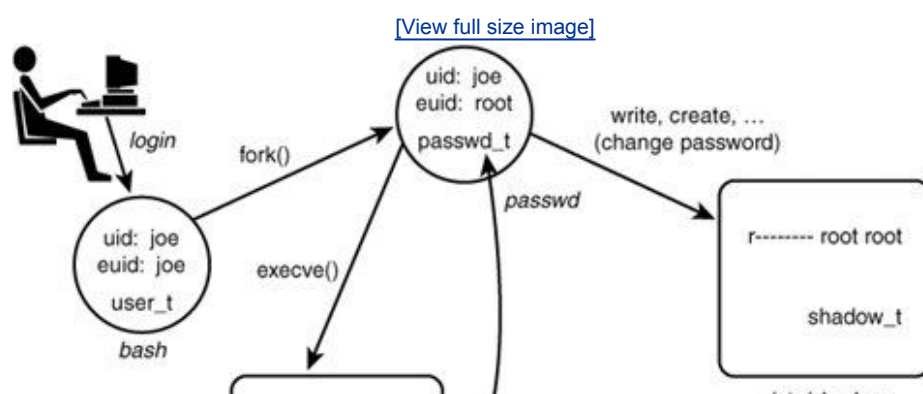 [View full size image]
uid: joe
euid: root
passwd_t
write, create, ...
(change password)
login
fork()
passwd
r-------- root root
uid: joe
euid: joe
user_t
execve()
shadow_t
bash